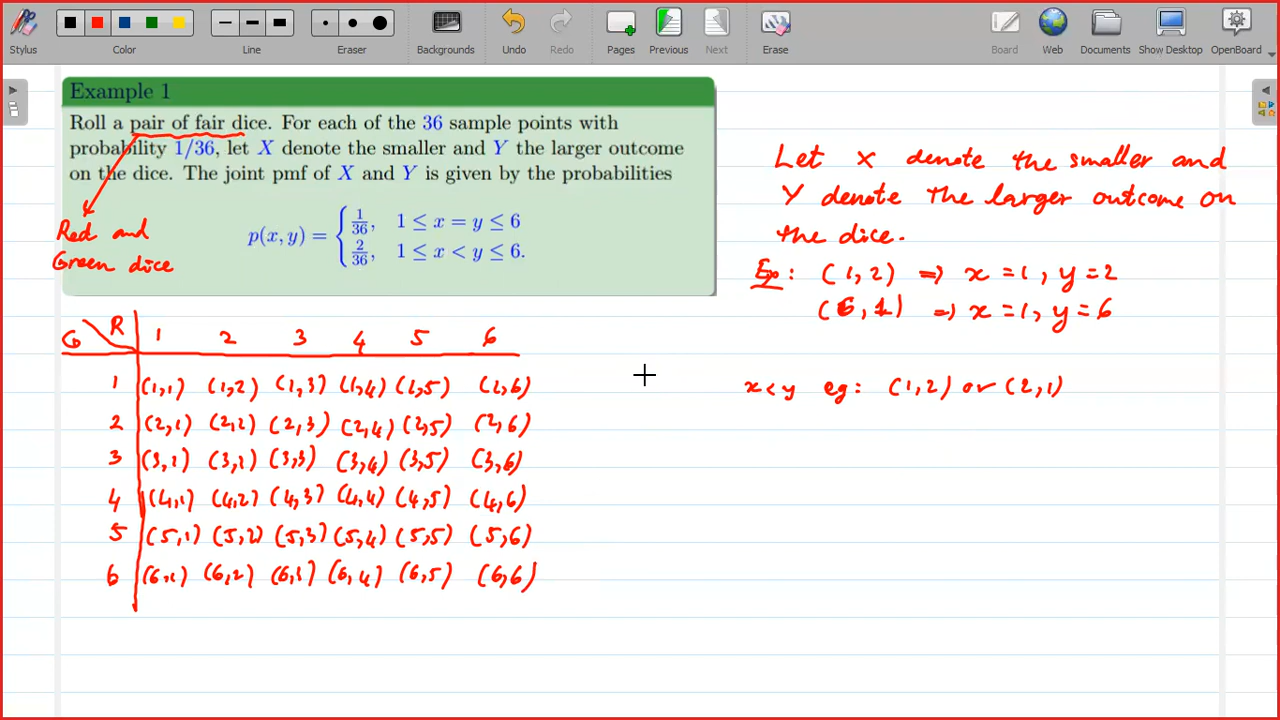 Stylus Color Line Eraser Backgrounds Undo Redo Pages Previous Next Erase Board Web Documents Show Desktop OpenBoard
Example 1
Roll a pair of fair dice. For each of the 36 sample points with
probability 1/36, let X denote the smaller and Y the larger outcome
on the dice. The joint pmf of X and Y is given by the probabilities
p(x, y) = { 1/36, 1 ≤ x = y ≤ 6
2/36, 1 ≤ x < y ≤ 6.
Red and
Green dice
Let X denote the smaller and
Y denote the larger outcome on
the dice.
Ex: (1,2) => x=1, y=2
(6,1) => x=1, y=6
x<y eg: (1,2) or (2,1)
G R 1 2 3 4 5 6
1 (1,1) (1,2) (1,3) (1,4) (1,5) (1,6)
2 (2,1) (2,2) (2,3) (2,4) (2,5) (2,6)
3 (3,1) (3,2) (3,3) (3,4) (3,5) (3,6)
4 (4,1) (4,2) (4,3) (4,4) (4,5) (4,6)
5 (5,1) (5,2) (5,3) (5,4) (5,5) (5,6)
6 (6,1) (6,2) (6,3) (6,4) (6,5) (6,6)